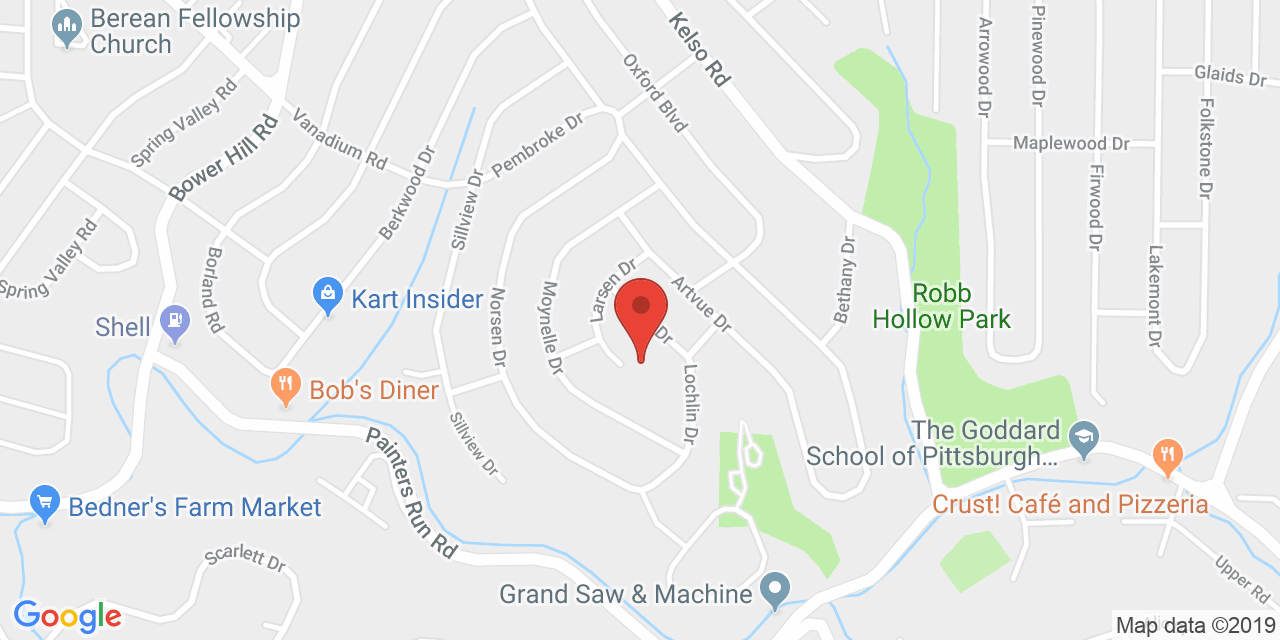 Berean Fellowship
Church
Kelso Rd
Oxford Blvd
Arrowood Dr
Pinewood Dr
Glaids Dr
Folkstone Dr
Spring Valley Rd
Bower Hill Rd
Vanadium Rd
Pembroke Dr
Maplewood Dr
Firwood Dr
Berkwood Dr
Sillview Dr
Spring Valley Rd
Borland Rd
Bethany Dr
Lakemont Dr
Kart Insider
Larsen Dr
Artvue Dr
Robb
Hollow Park
Shell
Norsen Dr
Moynelle Dr
Dr
Bob's Diner
Lochlin Dr
Sillview Dr
The Goddard
School of Pittsburgh...
Painters Run Rd
Bedner's Farm Market
Crust! Café and Pizzeria
Scarlett Dr
Grand Saw & Machine
Upper Rd
Google
Map data ©2019